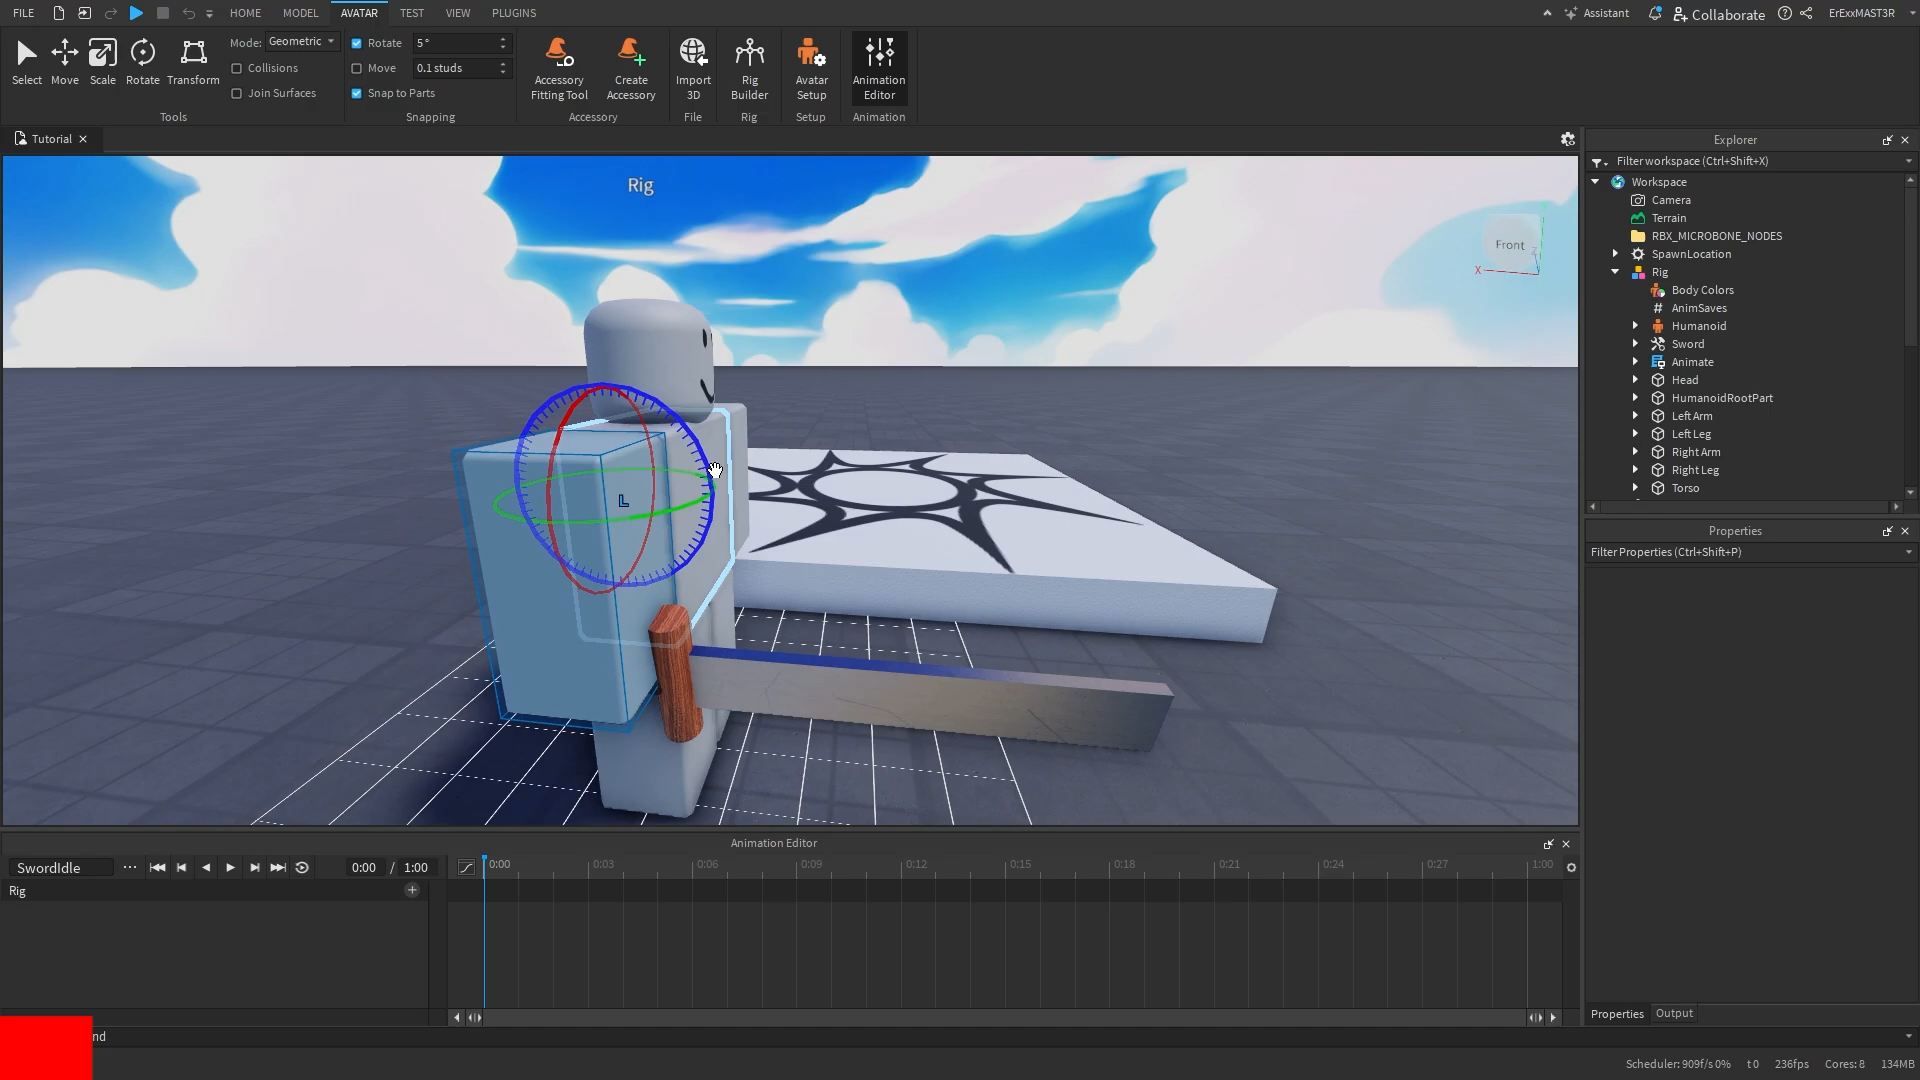 FILE HOME MODEL AVATAR TEST VIEW PLUGINS Assistant Collaborate ErExxMAST3R
Select Move Scale Rotate Transform
Mode: Geometric
Collisions
Join Surfaces
Tools
Rotate 5°
Move 0.1 studs
Snap to Parts
Snapping
Accessory
Fitting Tool
Create
Accessory
Accessory
Import
3D
File
Rig
Builder
Rig
Avatar
Setup
Setup
Animation
Editor
Animation
Tutorial
Rig
Front
X
Z
L
Explorer
Filter workspace (Ctrl+Shift+X)
Workspace
Camera
Terrain
RBX_MICROBONE_NODES
SpawnLocation
Rig
Body Colors
AnimSaves
Humanoid
Sword
Animate
Head
HumanoidRootPart
Left Arm
Left Leg
Right Arm
Right Leg
Torso
Properties
Filter Properties (Ctrl+Shift+P)
Properties Output
Animation Editor
SwordIdle 0:00 / 1:00
0:00 0:03 0:06 0:09 0:12 0:15 0:18 0:21 0:24 0:27 1:00
Rig
nd
Scheduler: 909f/s 0% t 0 236fps Cores: 8 134MB